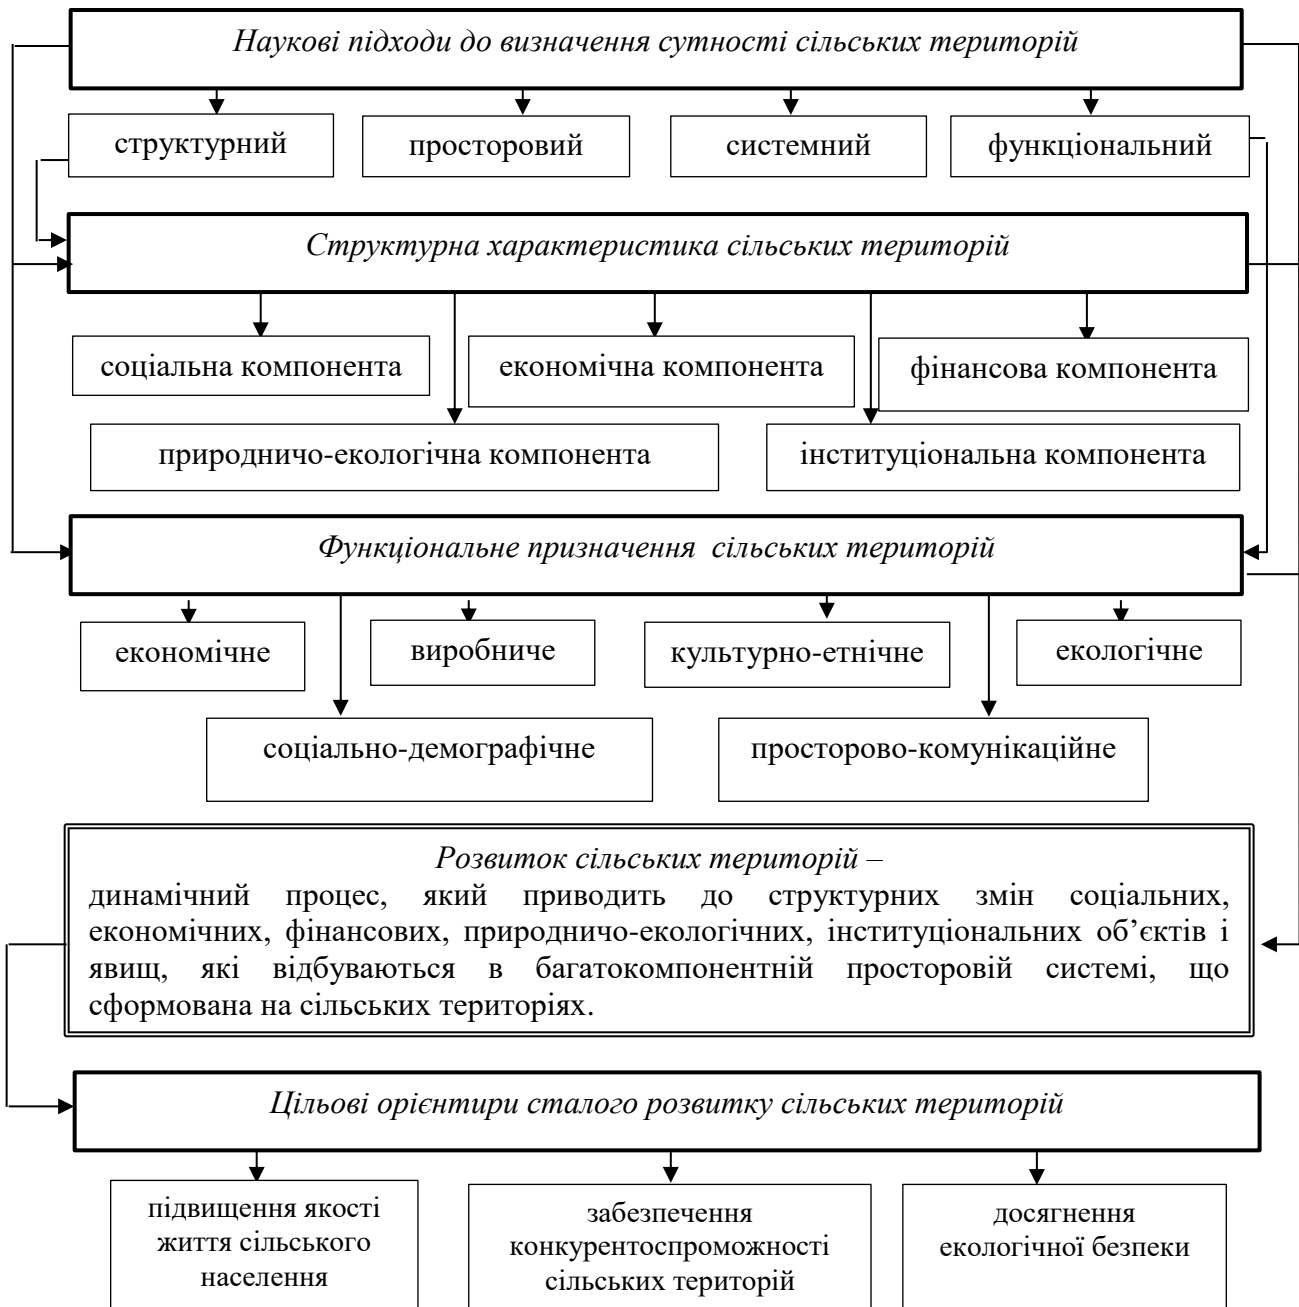 Наукові підходи до визначення сутності сільських територій
структурний
просторовий
системний
функціональний
Структурна характеристика сільських територій
соціальна компонента
економічна компонента
фінансова компонента
природничо-екологічна компонента
інституціональна компонента
Функціональне призначення сільських територій
економічне
виробниче
культурно-етнічне
екологічне
соціально-демографічне
просторово-комунікаційне
Розвиток сільських територій –
динамічний процес, який приводить до структурних змін соціальних,
економічних, фінансових, природничо-екологічних, інституціональних об’єктів і
явищ, які відбуваються в багатокомпонентній просторовій системі, що
сформована на сільських територіях.
Цільові орієнтири сталого розвитку сільських територій
підвищення якості
життя сільського
населення
забезпечення
конкурентоспроможності
сільських територій
досягнення
екологічної безпеки